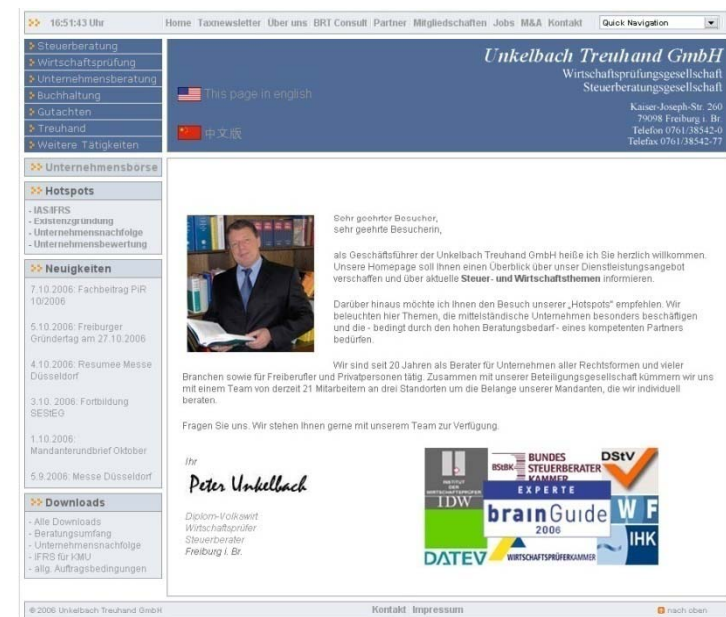 16:51:43 Uhr
Home Taxnewsletter Über uns BRT Consult Partner Mitgliedschaften Jobs M&A Kontakt
Quick Navigation
Steuerberatung
Wirtschaftsprüfung
Unternehmensberatung
Buchhaltung
Gutachten
Treuhand
Weitere Tätigkeiten
This page in english
中文版
Unkelbach Treuhand GmbH
Wirtschaftsprüfungsgesellschaft
Steuerberatungsgesellschaft
Kaiser-Joseph-Str. 260
79098 Freiburg i. Br.
Telefon 0761/38542-0
Telefax 0761/38542-77
Unternehmensbörse
Hotspots
- IAS/IFRS
- Existenzgründung
- Unternehmensnachfolge
- Unternehmensbewertung
Neuigkeiten
7.10.2006: Fachbeitrag PiR
10/2006
5.10.2006: Freiburger
Gründertag am 27.10.2006
4.10.2006: Resumee Messe
Düsseldorf
3.10. 2006: Fortbildung
SEStEG
1.10.2006:
Mandantenrundbrief Oktober
5.9.2006: Messe Düsseldorf
Downloads
- Alle Downloads
- Beratungsumfang
- Unternehmensnachfolge
- IFRS für KMU
- allg. Auftragsbedingungen
Sehr geehrter Besucher,
sehr geehrte Besucherin,
als Geschäftsführer der Unkelbach Treuhand GmbH heiße ich Sie herzlich willkommen.
Unsere Homepage soll Ihnen einen Überblick über unser Dienstleistungsangebot
verschaffen und über aktuelle Steuer- und Wirtschaftsthemen informieren.
Darüber hinaus möchte ich Ihnen den Besuch unserer „Hotspots" empfehlen. Wir
beleuchten hier Themen, die mittelständische Unternehmen besonders beschäftigen
und die - bedingt durch den hohen Beratungsbedarf - eines kompetenten Partners
bedürfen.
Wir sind seit 20 Jahren als Berater für Unternehmen aller Rechtsformen und vieler
Branchen sowie für Freiberufler und Privatpersonen tätig. Zusammen mit unserer Beteiligungsgesellschaft kümmern wir uns
mit einem Team von derzeit 21 Mitarbeitern an drei Standorten um die Belange unserer Mandanten, die wir individuell
beraten.
Fragen Sie uns. Wir stehen Ihnen gerne mit unserem Team zur Verfügung.
Ihr
Peter Unkelbach
Diplom-Volkswirt
Wirtschaftsprüfer
Steuerberater
Freiburg i. Br.
INSTITUT
DER
WIRTSCHAFTSPRÜFER
IDW
BStBK
BUNDES
STEUERBERATER
KAMMER
DStV
EXPERTE
brainGuide
2006
WF
IHK
DATEV
WIRTSCHAFTSPRÜFERKAMMER
© 2006 Unkelbach Treuhand GmbH
Kontakt Impressum
nach oben